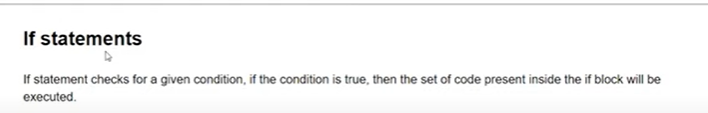 If statements
If statement checks for a given condition, if the condition is true, then the set of code present inside the if block will be
executed.